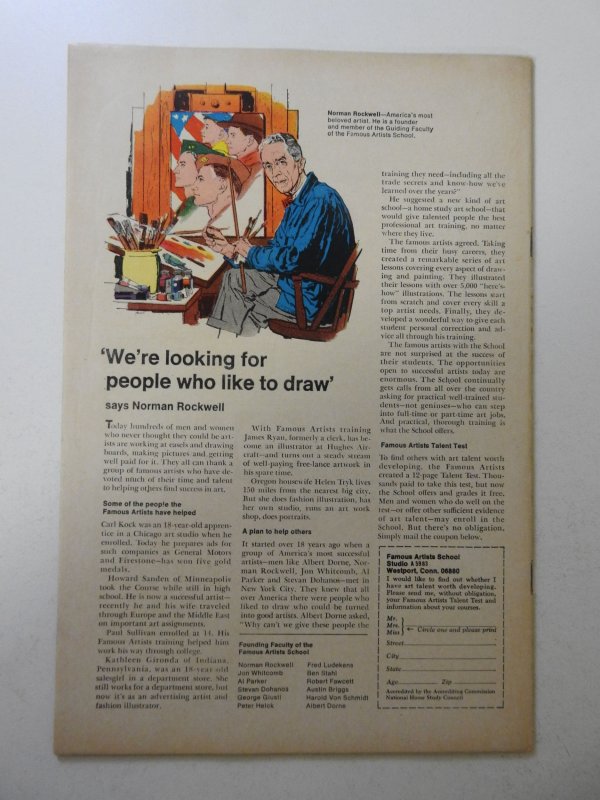 Norman Rockwell—America's most
beloved artist. He is a founder
and member of the Guiding Faculty
of the Famous Artists School.
'We're looking for
people who like to draw'
says Norman Rockwell
Today hundreds of men and women
who never thought they could be art-
ists are working at easels and drawing
boards, making pictures and getting
well paid for it. They all can thank a
group of famous artists who have de-
voted much of their time and talent
to helping others find success in art.
Some of the people the
Famous Artists have helped
Carl Kock was an 18-year-old appren-
tice in a Chicago art studio when he
enrolled. Today he prepares ads for
such companies as General Motors
and Firestone—has won five gold
medals.
Howard Sanden of Minneapolis
took the Course while still in high
school. He is now a successful artist—
recently he and his wife traveled
through Europe and the Middle East
on important art assignments.
Paul Sullivan enrolled at 14. His
Famous Artists training helped him
work his way through college.
Kathleen Gironda of Indiana,
Pennsylvania, was an 18-year-old
salesgirl in a department store. She
still works for a department store, but
now it's as an advertising artist and
fashion illustrator.
With Famous Artists training
James Ryan, formerly a clerk, has be-
come an illustrator at Hughes Air-
craft—and turns out a steady stream
of well-paying free-lance artwork in
his spare time.
Oregon housewife Helen Tryk lives
150 miles from the nearest big city.
But she does fashion illustration, has
her own studio, runs an art work
shop, does portraits.
A plan to help others
It started over 18 years ago when a
group of America's most successful
artists—men like Albert Dorne, Nor-
man Rockwell, Jon Whitcomb, Al
Parker and Stevan Dohanos—met in
New York City. They knew that all
over America there were people who
liked to draw who could be turned
into good artists. Albert Dorne asked,
"Why can't we give these people the
Founding Faculty of the
Famous Artists School
Norman Rockwell
Jon Whitcomb
Al Parker
Stevan Dohanos
George Giusti
Peter Helck
Fred Ludekens
Ben Stahl
Robert Fawcett
Austin Briggs
Harold Von Schmidt
Albert Dorne
training they need—including all the
trade secrets and know-how we've
learned over the years?"
He suggested a new kind of art
school—a home study art school—that
would give talented people the best
professional art training, no matter
where they live.
The famous artists agreed. Taking
time from their busy careers, they
created a remarkable series of art
lessons covering every aspect of draw-
ing and painting. They illustrated
their lessons with over 5,000 "here's-
how" illustrations. The lessons start
from scratch and cover every skill a
top artist needs. Finally, they de-
veloped a wonderful way to give each
student personal correction and ad-
vice all through his training.
The famous artists with the School
are not surprised at the success of
their students. The opportunities
open to successful artists today are
enormous. The School continually
gets calls from all over the country
asking for practical well-trained stu-
dents—not geniuses—who can step
into full-time or part-time art jobs.
And practical, thorough training is
what the School offers.
Famous Artists Talent Test
To find others with art talent worth
developing, the Famous Artists
created a 12-page Talent Test. Thou-
sands paid to take this test, but now
the School offers and grades it free.
Men and women who do well on the
test—or offer other sufficient evidence
of art talent—may enroll in the
School. But there's no obligation.
Simply mail the coupon below.
Famous Artists School
Studio A 5983
Westport, Conn. 06880
I would like to find out whether I
have art talent worth developing.
Please send me, without obligation,
your Famous Artists Talent Test and
information about your courses.
Mr.
Mrs.
Miss
Circle one and please print
Street
City
State
Age Zip
Accredited by the Accrediting Commission
National Home Study Council